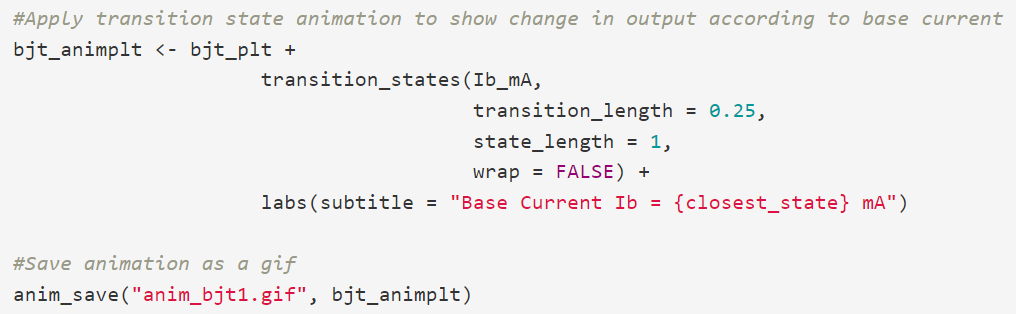 #Apply transition state animation to show change in output according to base current
bjt_animplt <- bjt_plt +
transition_states(Ib_mA,
transition_length = 0.25,
state_length = 1,
wrap = FALSE) +
labs(subtitle = "Base Current Ib = {closest_state} mA")
#Save animation as a gif
anim_save("anim_bjt1.gif", bjt_animplt)